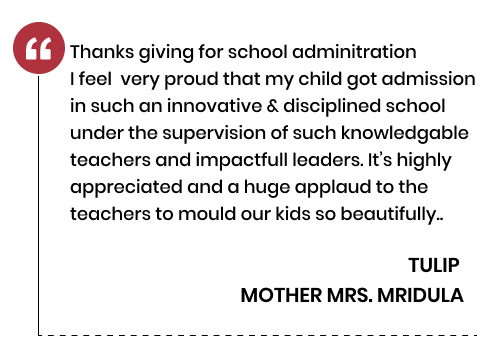 Thanks giving for school adminitration
I feel  very proud that my child got admission
in such an innovative & disciplined school
under the supervision of such knowledgable
teachers and impactfull leaders. It’s highly
appreciated and a huge applaud to the
teachers to mould our kids so beautifully..
TULIP
MOTHER MRS. MRIDULA